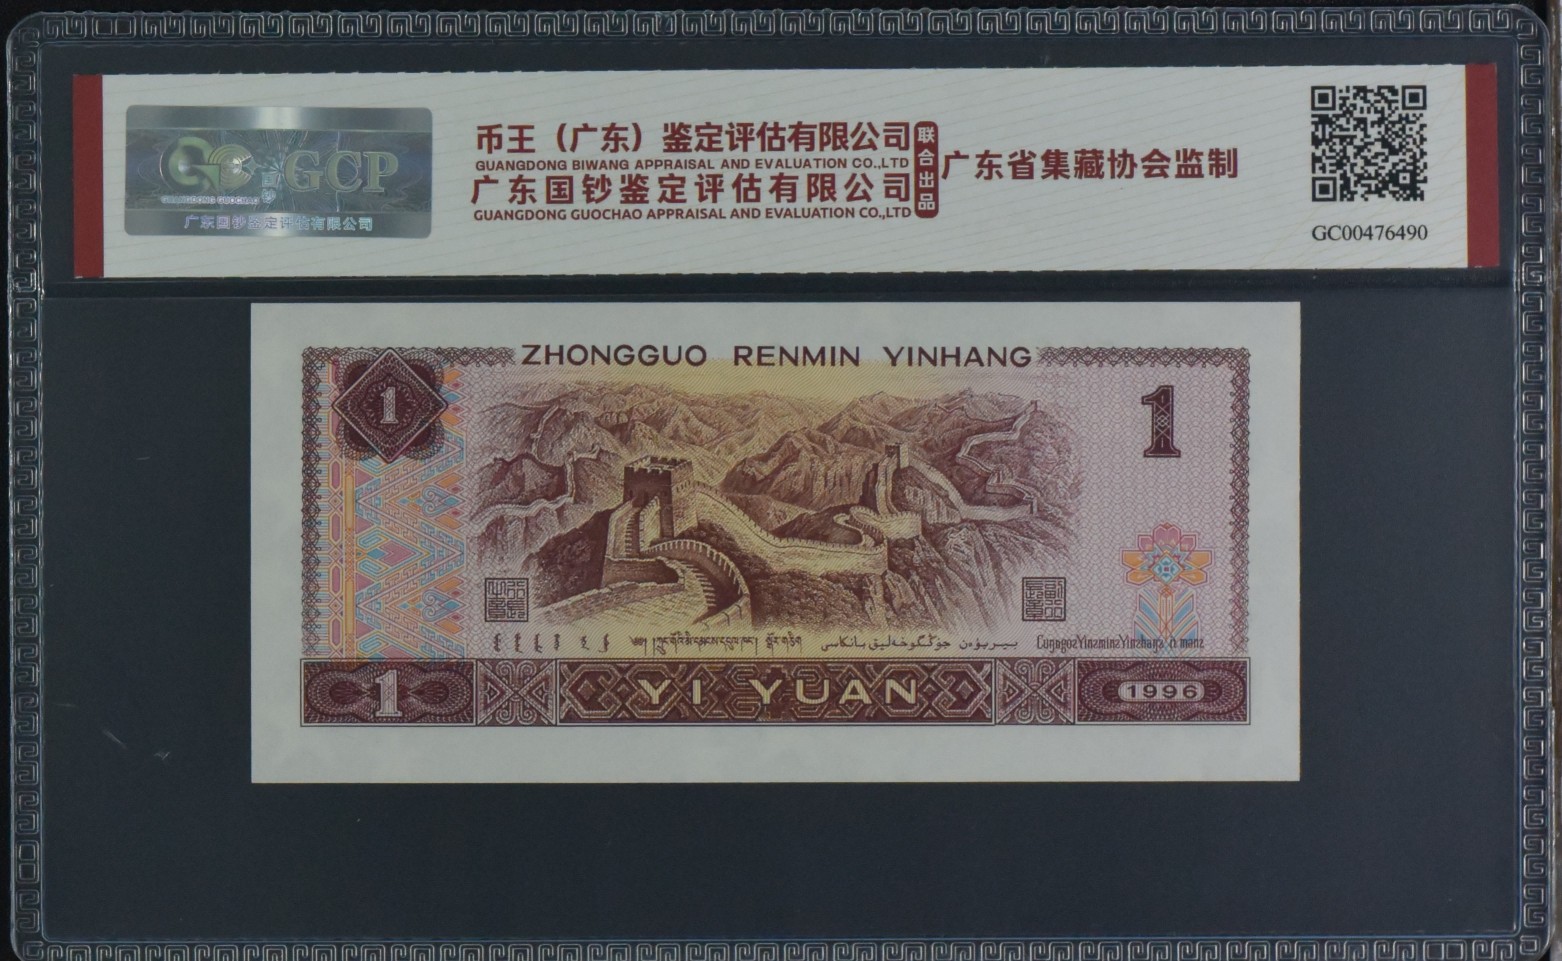 GCP
GUANGDONG GUOCHAO
国钞
广东国钞鉴定评估有限公司
币王（广东）鉴定评估有限公司
GUANGDONG BIWANG APPRAISAL AND EVALUATION CO.,LTD
广东国钞鉴定评估有限公司
GUANGDONG GUOCHAO APPRAISAL AND EVALUATION CO.,LTD
联合出品
广东省集藏协会监制
GC00476490
ZHONGGUO RENMIN YINHANG
1
1
1
YI YUAN
1996